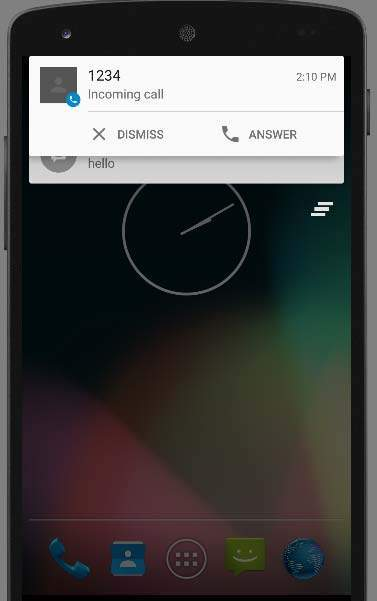 1234
2:10 PM
Incoming call
DISMISS
ANSWER
hello